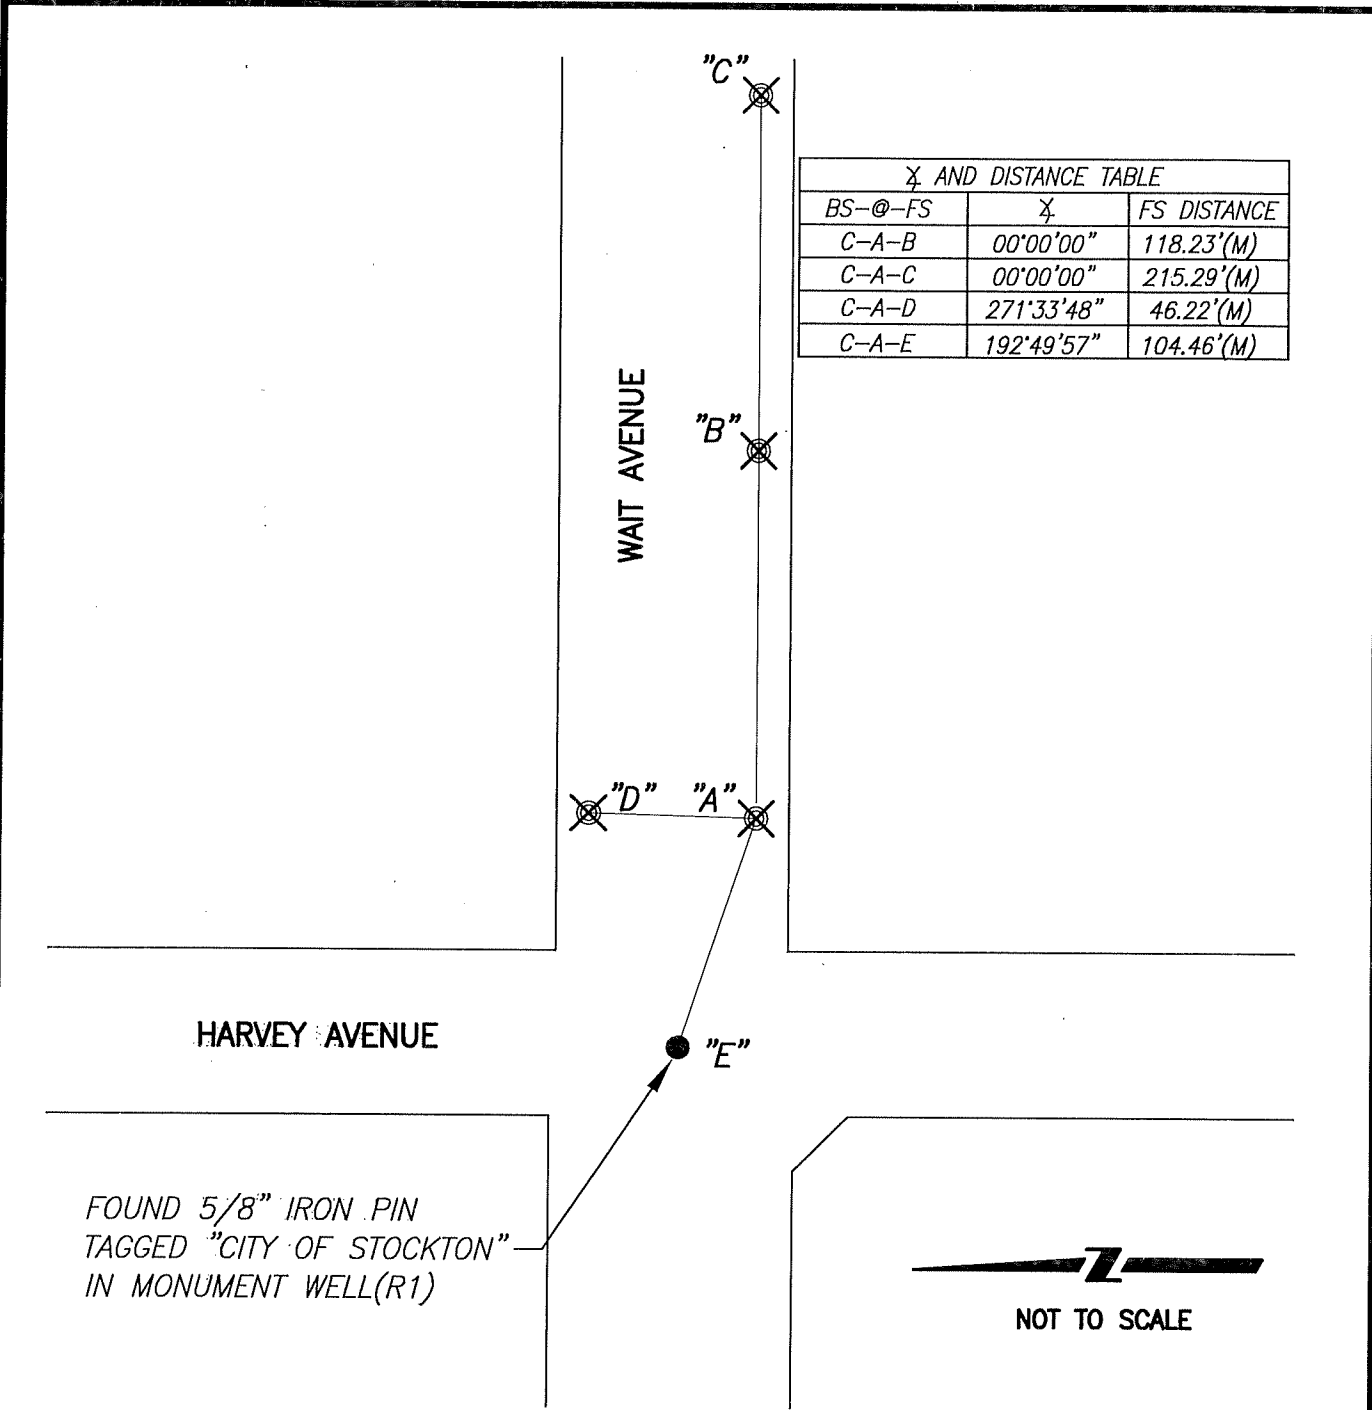 "C"
∡ AND DISTANCE TABLE
BS-@-FS ∡ FS DISTANCE
C-A-B 00°00'00" 118.23'(M)
C-A-C 00°00'00" 215.29'(M)
C-A-D 271°33'48" 46.22'(M)
C-A-E 192°49'57" 104.46'(M)
"B"
WAIT AVENUE
"D" "A"
HARVEY AVENUE
"E"
FOUND 5/8" IRON PIN
TAGGED "CITY OF STOCKTON"
IN MONUMENT WELL(R1)
Z
NOT TO SCALE